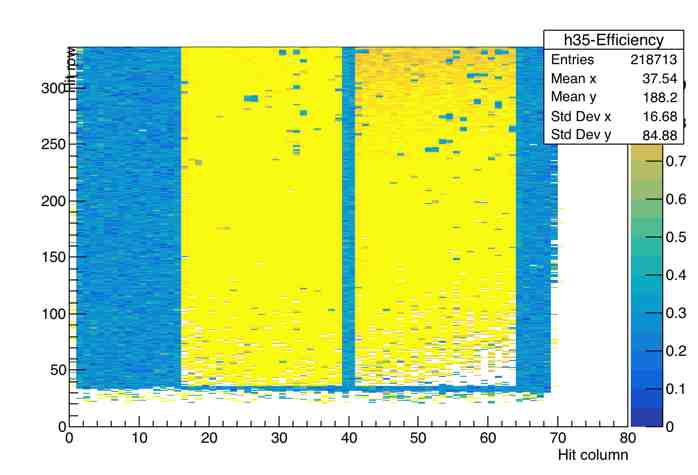 h35-Efficiency
Entries 218713
Mean x 37.54
Mean y 188.2
Std Dev x 16.68
Std Dev y 84.88
300
250
200
150
100
50
0
0 10 20 30 40 50 60 70 80
Hit column
0.7
0.6
0.5
0.4
0.3
0.2
0.1
0